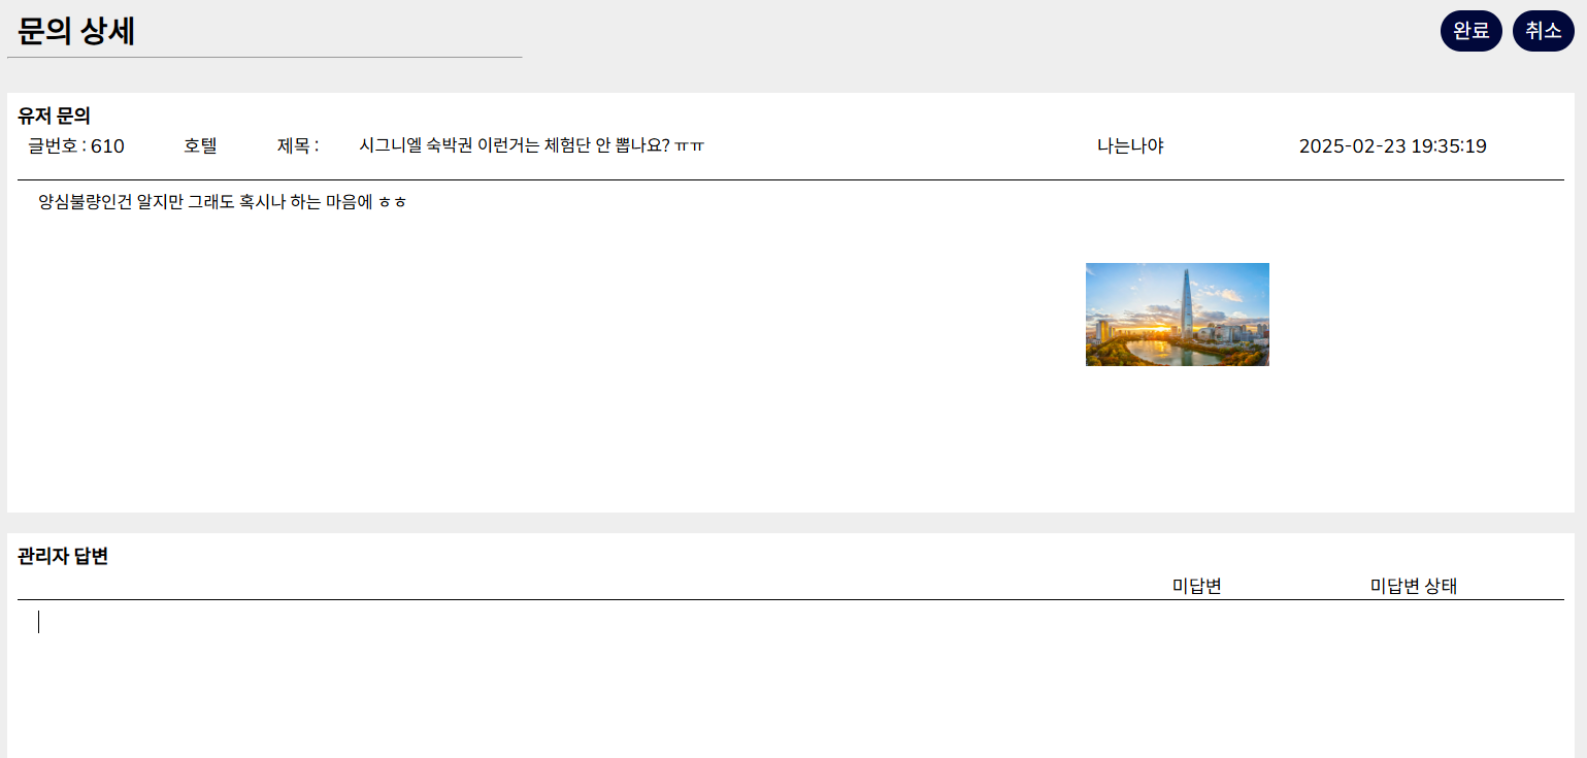 문의 상세
완료 취소
유저 문의
글번호 : 610 호텔 제목 : 시그니엘 숙박권 이런거는 체험단 안 뽑나요? ㅠㅠ 나는나야 2025-02-23 19:35:19
양심불량인건 알지만 그래도 혹시나 하는 마음에 ㅎㅎ
관리자 답변
미답변 미답변 상태